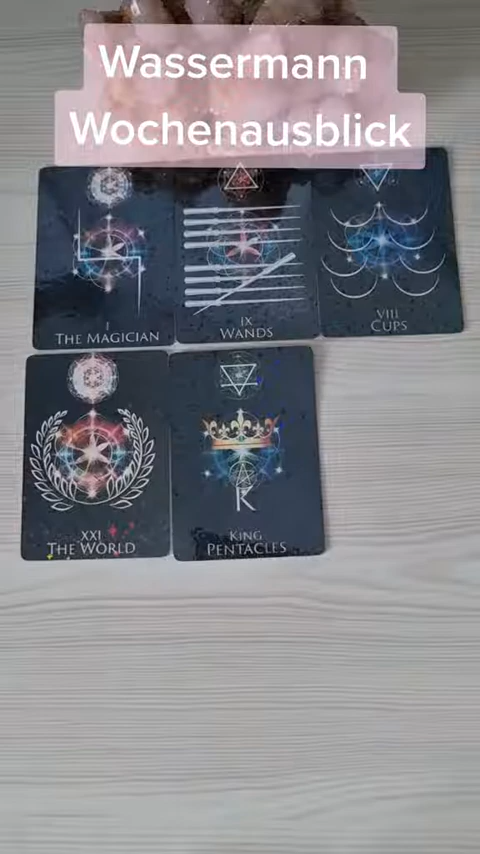 Wassermann
Wochenausblick
I
THE MAGICIAN
IX
WANDS
VIII
CUPS
XXI
THE WORLD
K
KING
PENTACLES